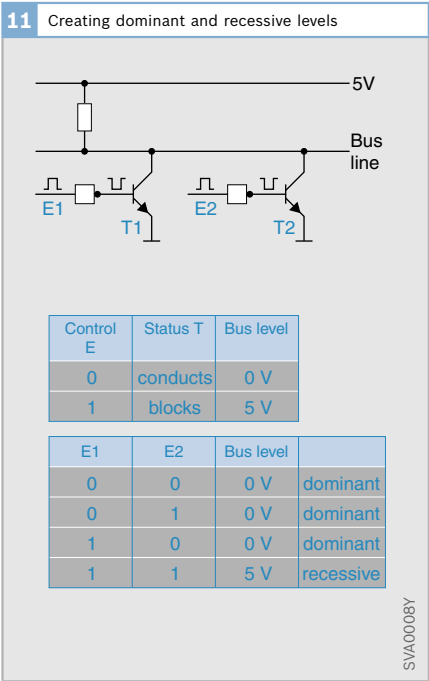 11 Creating dominant and recessive levels
5V
Bus
line
E1
T1
E2
T2
Control E Status T Bus level
0 conducts 0 V
1 blocks 5 V
E1 E2 Bus level
0 0 0 V dominant
0 1 0 V dominant
1 0 0 V dominant
1 1 5 V recessive
SVA0008Y